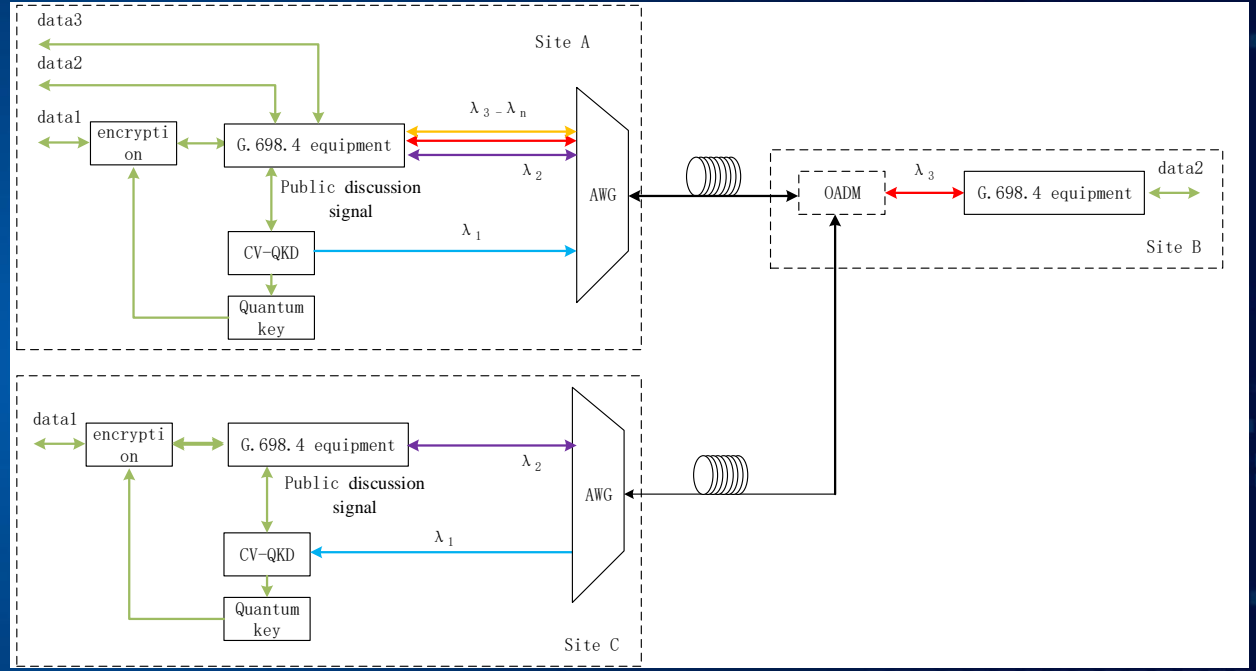 data3
Site A
data2
data1
encrypti
on
G.698.4 equipment
λ3-λn
λ2
Public discussion
signal
AWG
CV-QKD
λ1
Quantum
key
OADM
λ3
G.698.4 equipment
data2
Site B
data1
encrypti
on
G.698.4 equipment
λ2
Public discussion
signal
AWG
CV-QKD
λ1
Quantum
key
Site C